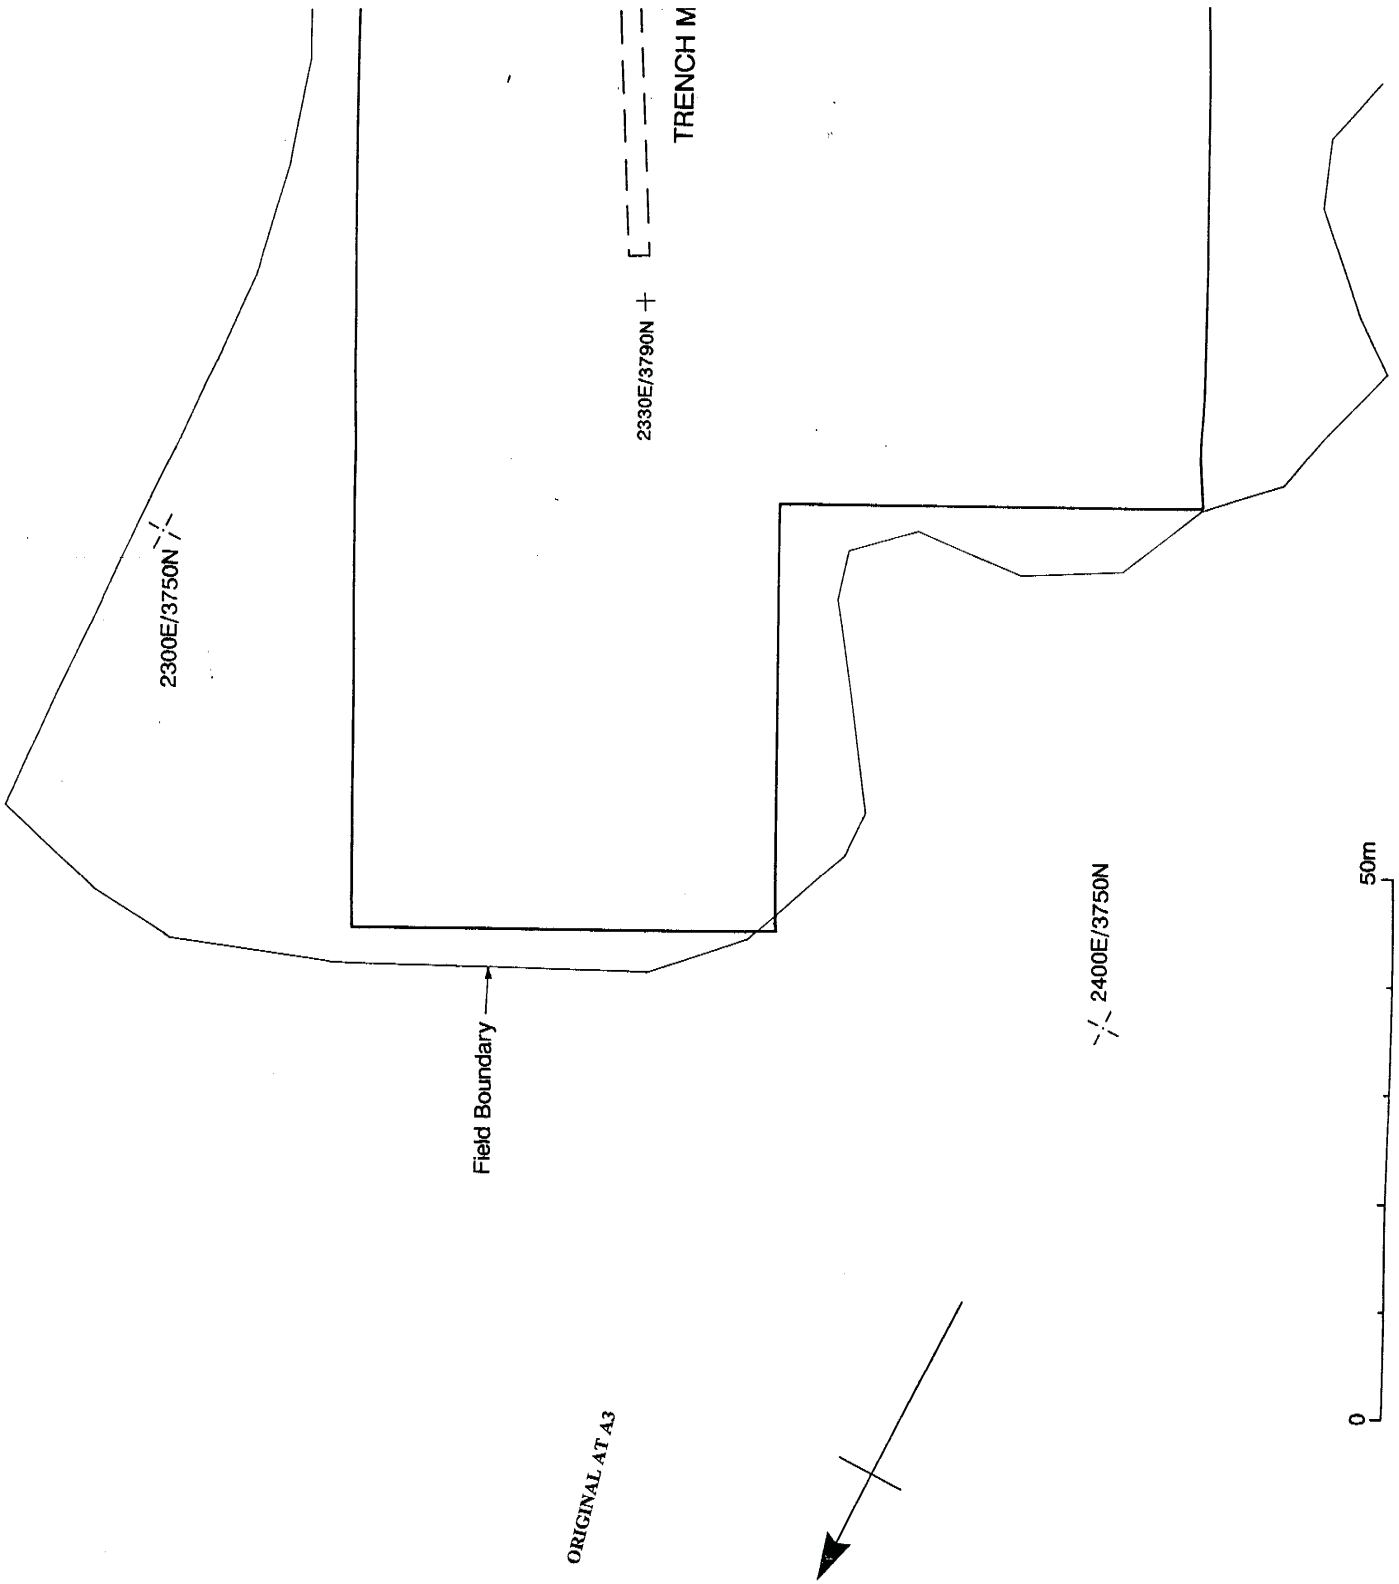 TRENCH M
2330E/3790N
2300E/3750N
2400E/3750N
Field Boundary
50m
0
ORIGINAL AT A3